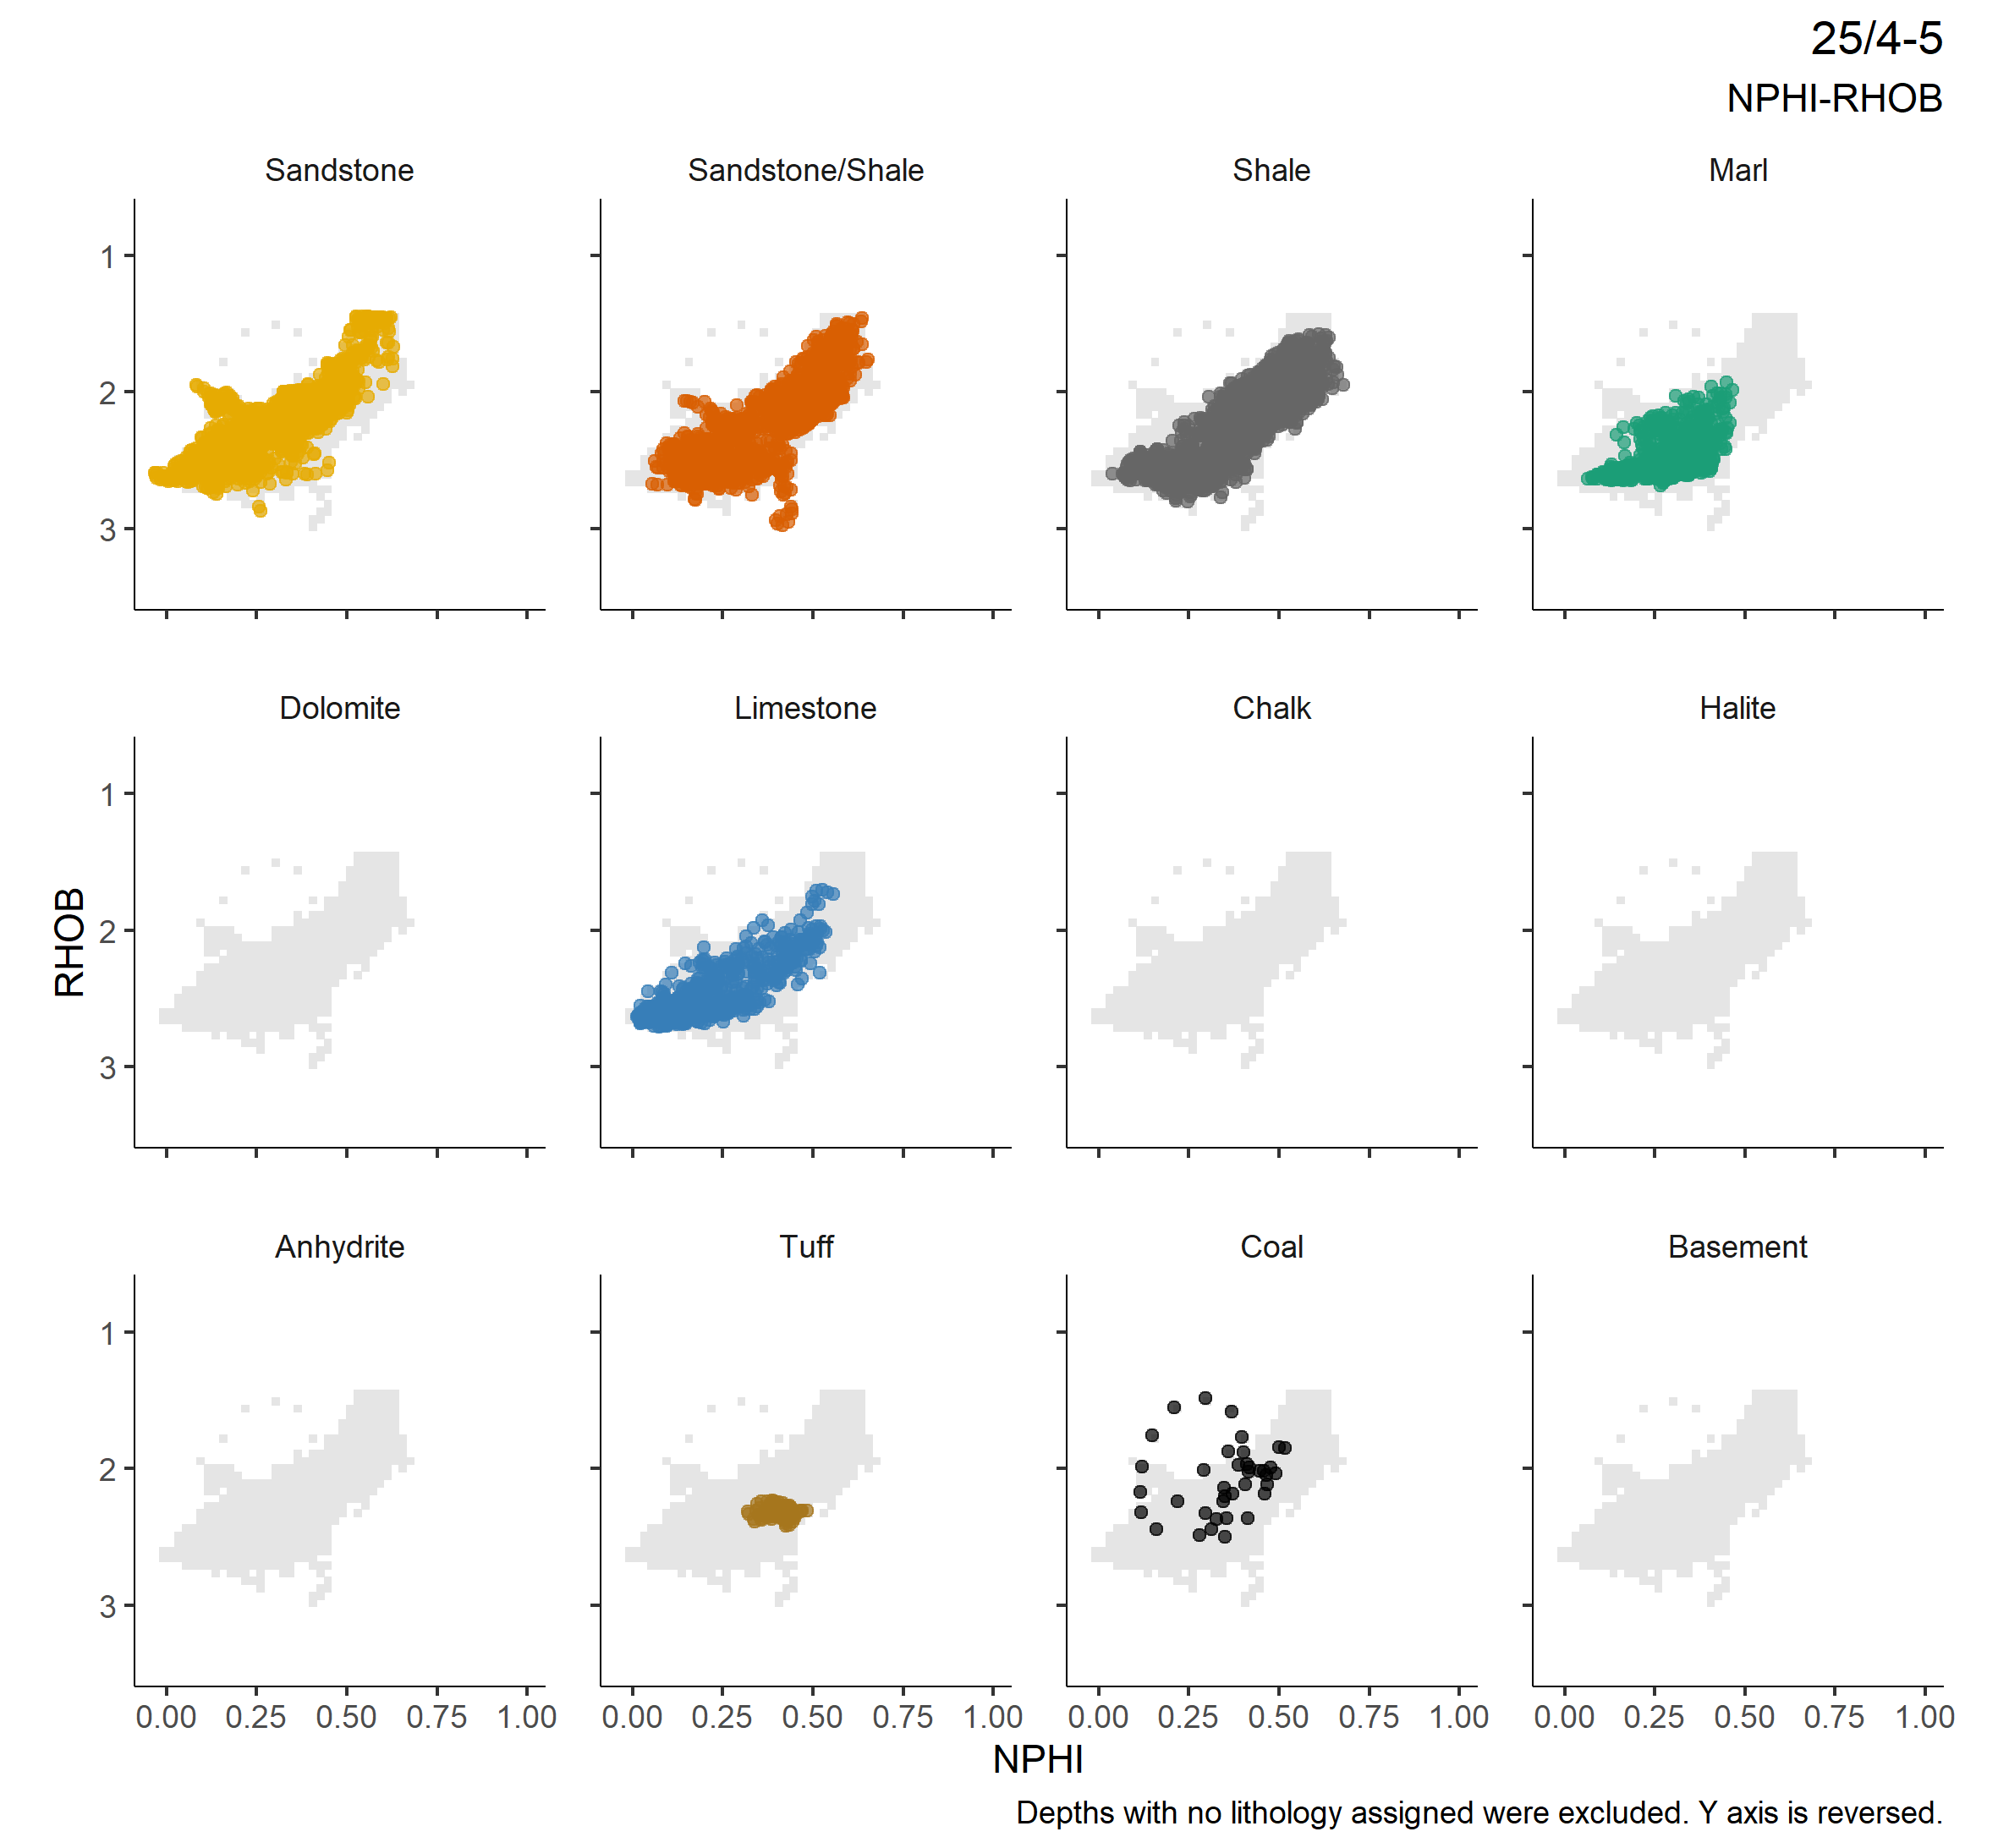 25/4-5
NPHI-RHOB
Sandstone Sandstone/Shale Shale Marl
1
2
3
Dolomite Limestone Chalk Halite
1
2
3
RHOB
Anhydrite Tuff Coal Basement
1
2
3
0.00 0.25 0.50 0.75 1.00 0.00 0.25 0.50 0.75 1.00 0.00 0.25 0.50 0.75 1.00 0.00 0.25 0.50 0.75 1.00
NPHI
Depths with no lithology assigned were excluded. Y axis is reversed.